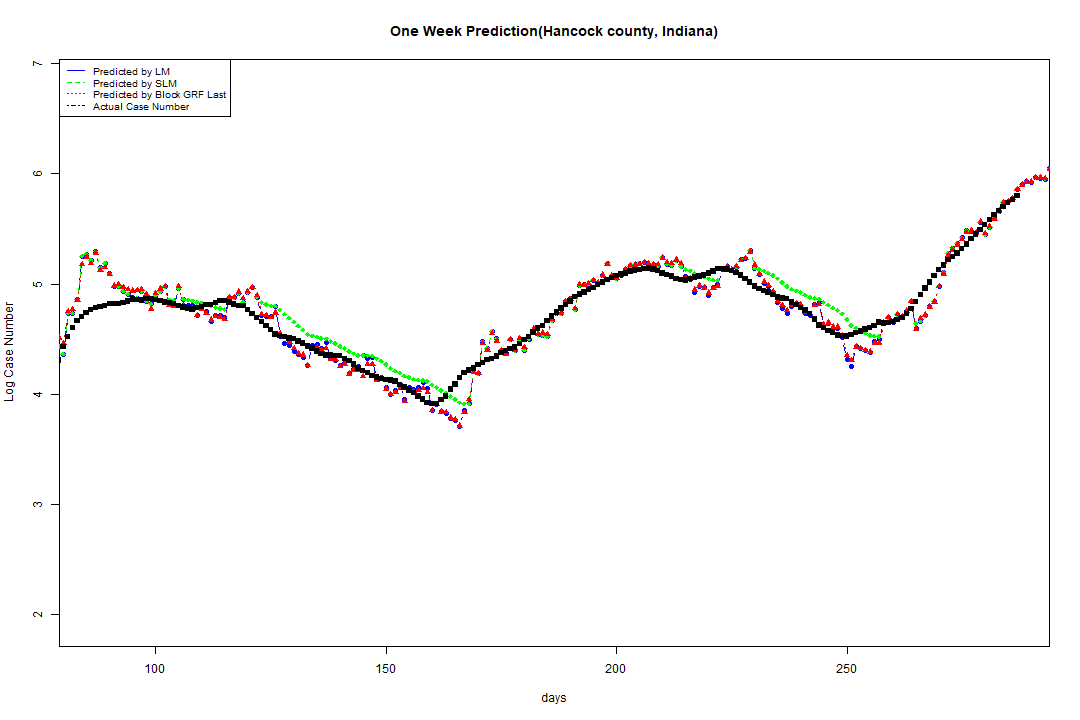 One Week Prediction(Hancock county, Indiana)
7
Predicted by LM
Predicted by SLM
Predicted by Block GRF Last
Actual Case Number
6
5
4
3
2
Log Case Number
100
150
200
250
days